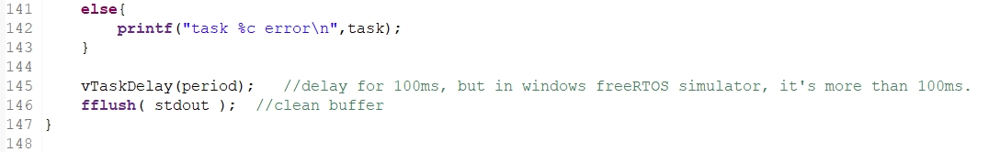 141 else{
142 printf("task %c error\n",task);
143 }
144
145 vTaskDelay(period); //delay for 100ms, but in windows freeRTOS simulator, it's more than 100ms.
146 fflush( stdout ); //clean buffer
147 }
148